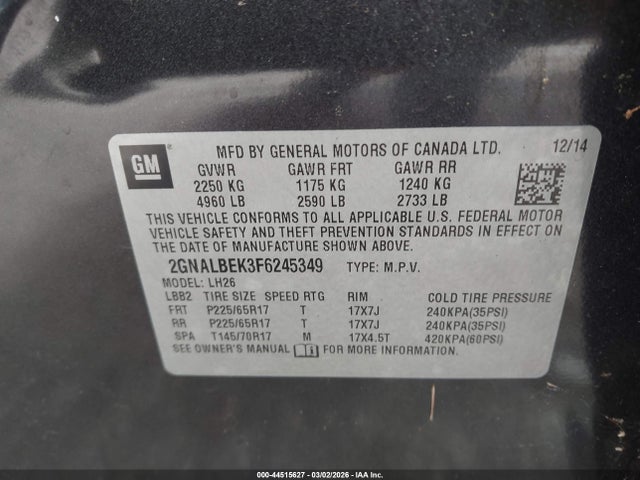 GM
MFD BY GENERAL MOTORS OF CANADA LTD. 12/14
GVWR GAWR FRT GAWR RR
2250 KG 1175 KG 1240 KG
4960 LB 2590 LB 2733 LB
THIS VEHICLE CONFORMS TO ALL APPLICABLE U.S. FEDERAL MOTOR
VEHICLE SAFETY AND THEFT PREVENTION STANDARDS IN EFFECT ON
THE DATE OF MANUFACTURE SHOWN ABOVE.
2GNALBEK3F6245349 TYPE: M.P.V.
MODEL: LH26
LBB2 TIRE SIZE SPEED RTG RIM COLD TIRE PRESSURE
FRT P225/65R17 T 17X7J 240KPA(35PSI)
RR P225/65R17 T 17X7J 240KPA(35PSI)
SPA T145/70R17 M 17X4.5T 420KPA(60PSI)
SEE OWNER'S MANUAL FOR MORE INFORMATION.
000-44515627 - 03/02/2026 - IAA Inc.